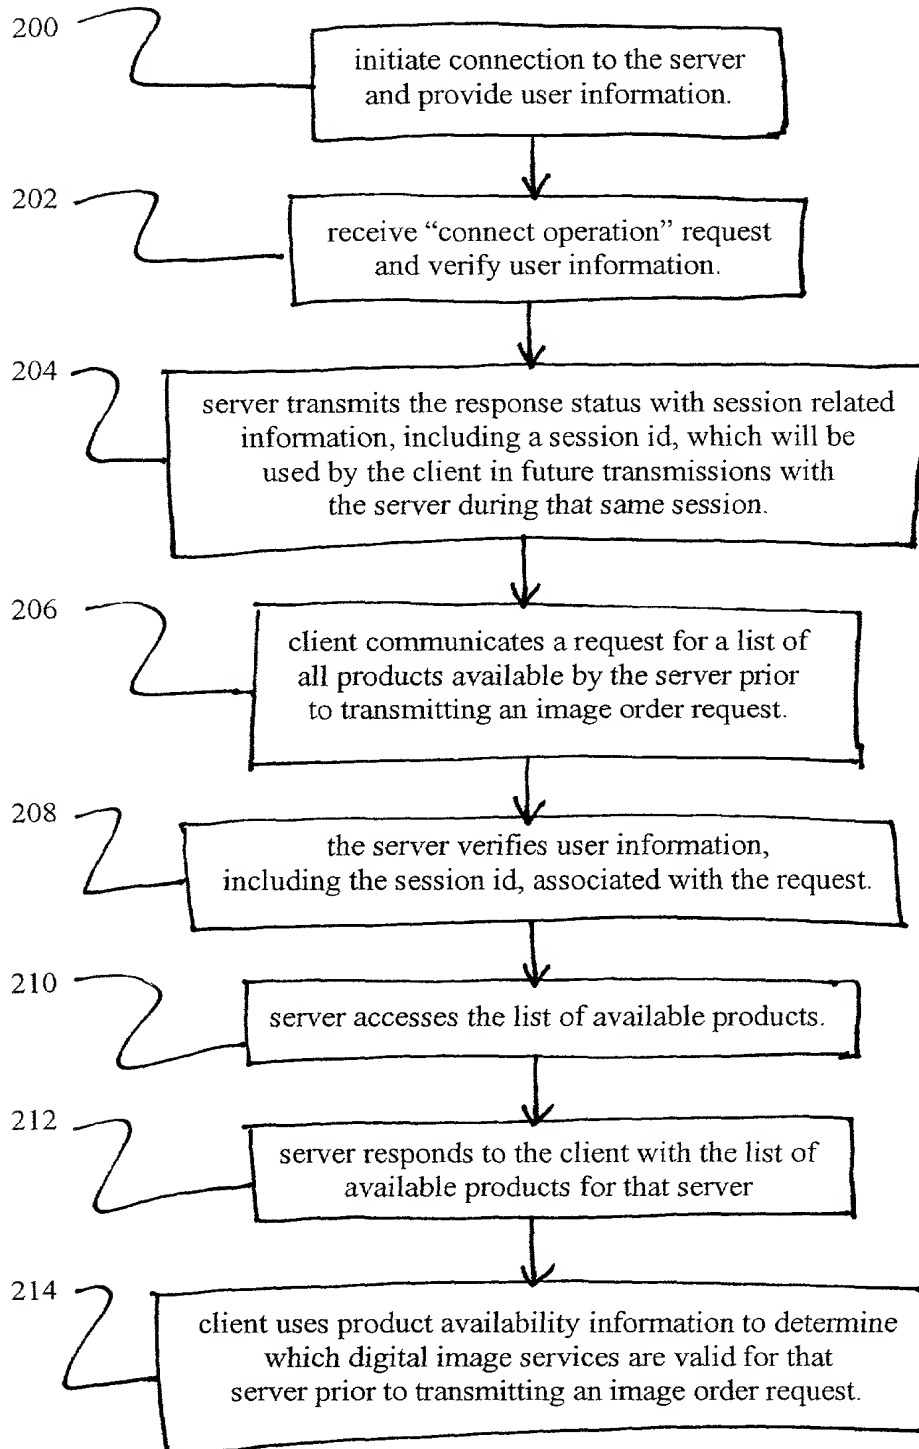 200
initiate connection to the server
and provide user information.
202
receive “connect operation” request
and verify user information.
204
server transmits the response status with session related
information, including a session id, which will be
used by the client in future transmissions with
the server during that same session.
206
client communicates a request for a list of
all products available by the server prior
to transmitting an image order request.
208
the server verifies user information,
including the session id, associated with the request.
210
server accesses the list of available products.
212
server responds to the client with the list of
available products for that server
214
client uses product availability information to determine
which digital image services are valid for that
server prior to transmitting an image order request.